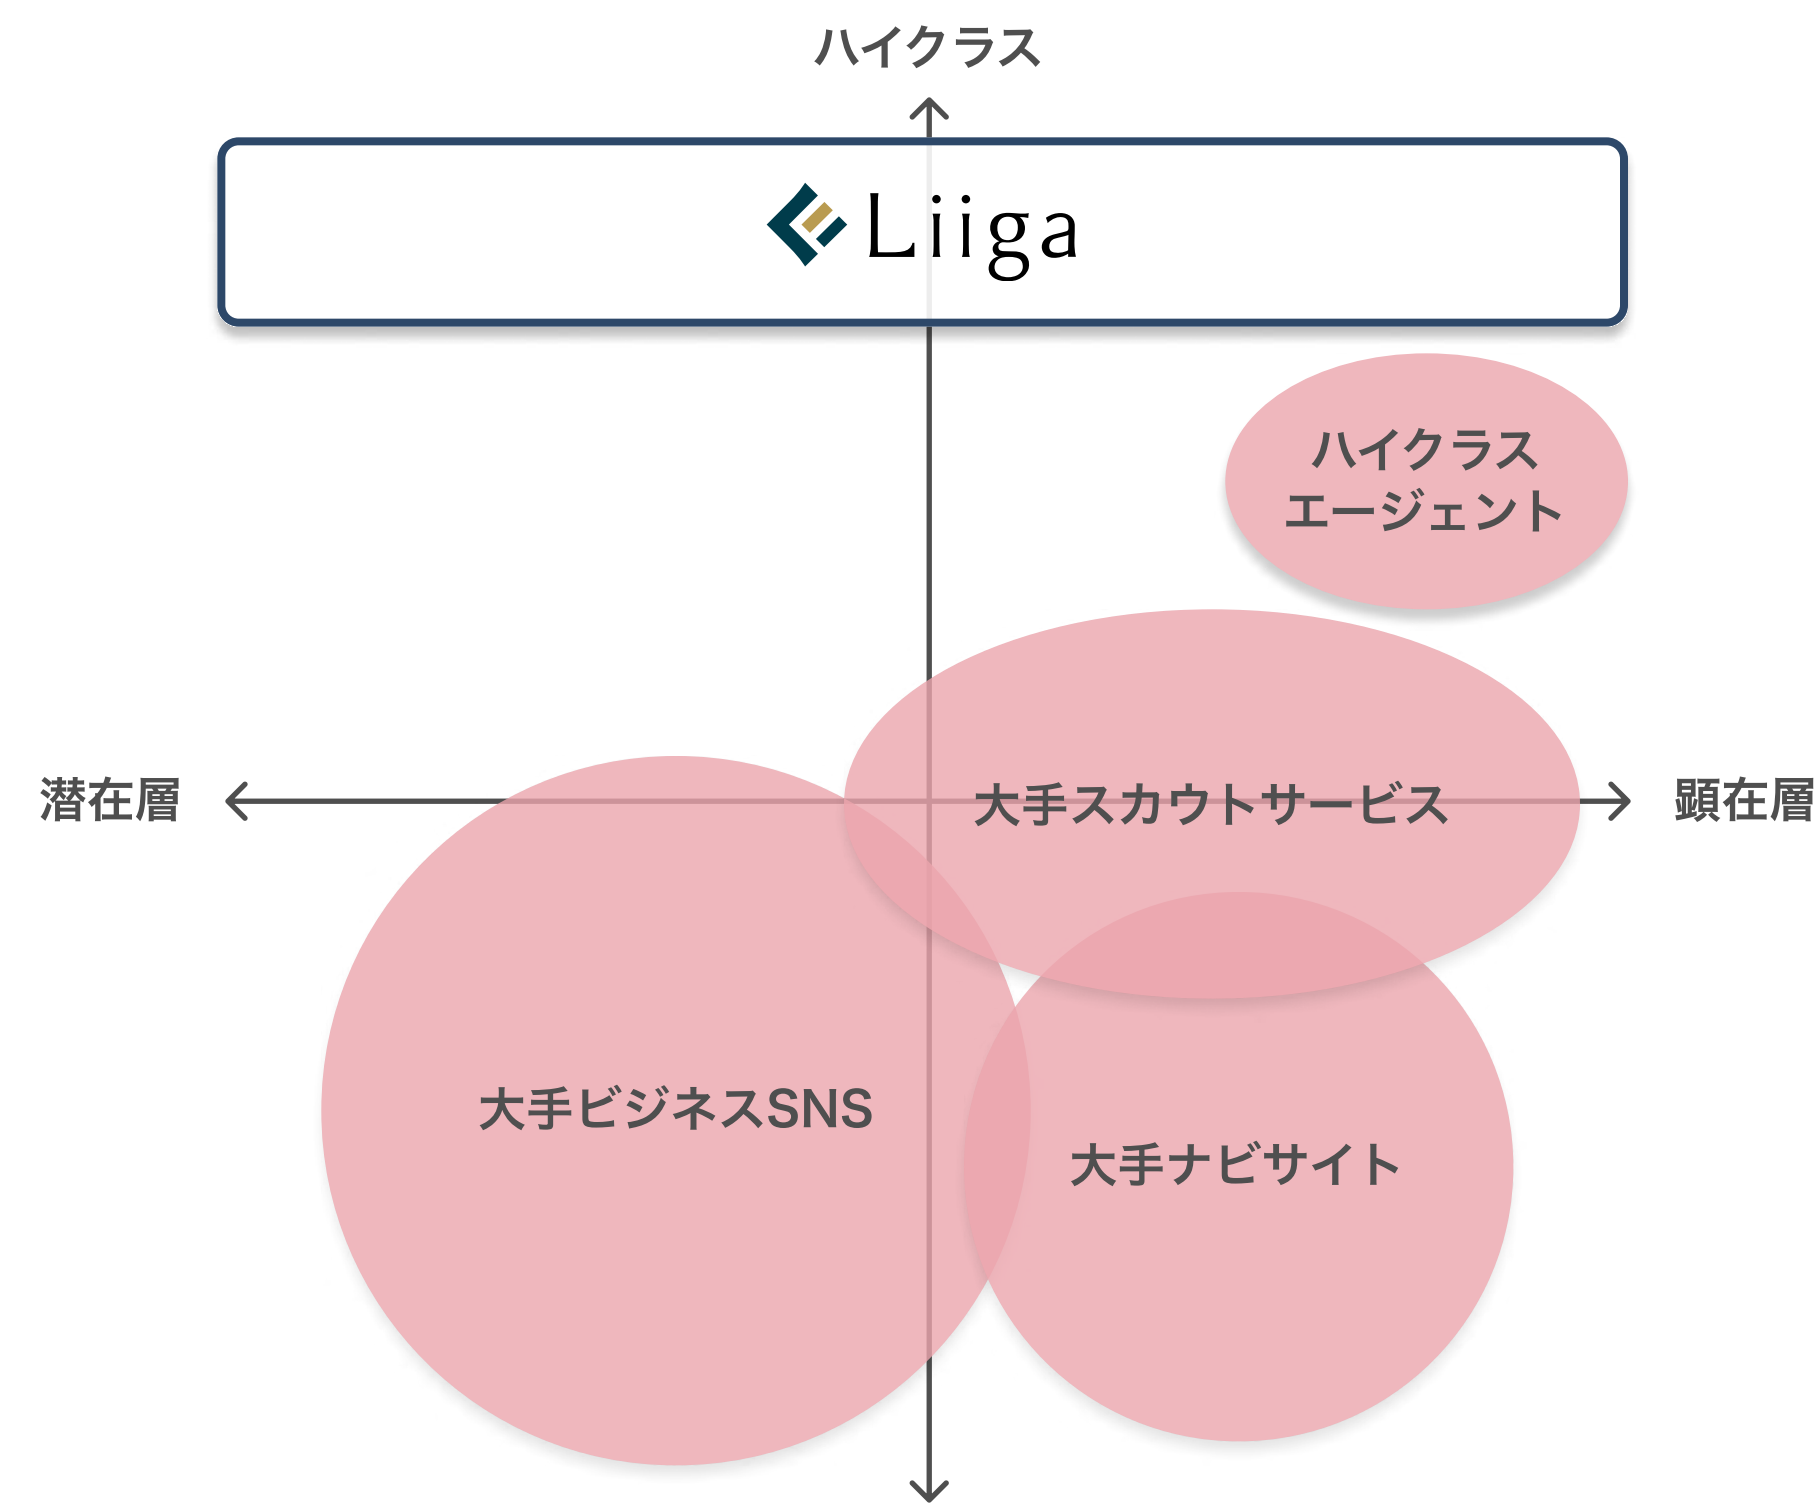 ハイクラス
Liiga
ハイクラス
エージェント
潜在層
大手スカウトサービス
顕在層
大手ビジネスSNS
大手ナビサイト